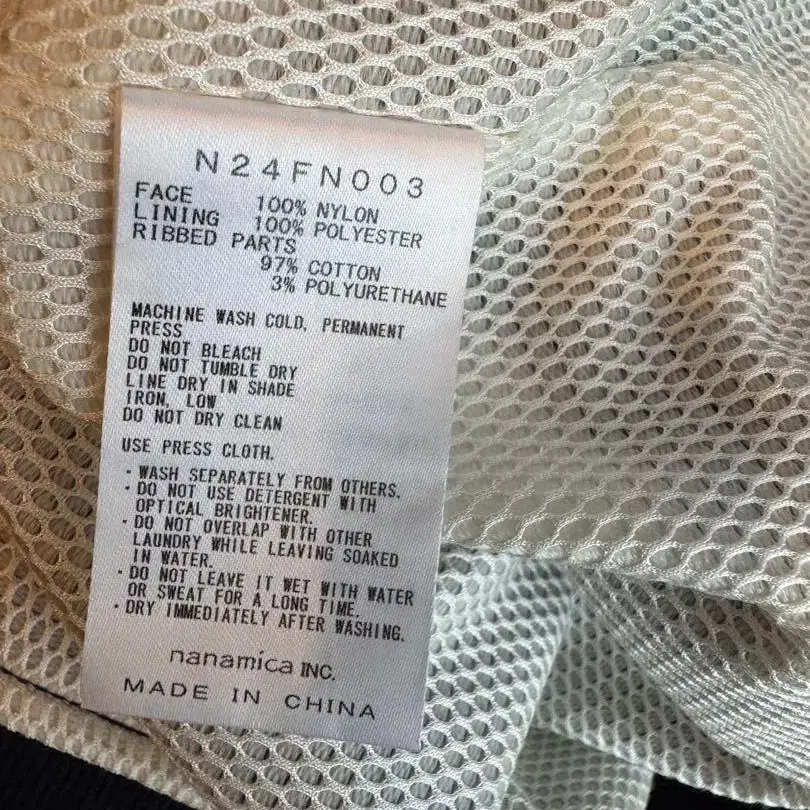 N24FN003
FACE 100% NYLON
LINING 100% POLYESTER
RIBBED PARTS
97% COTTON
3% POLYURETHANE
MACHINE WASH COLD, PERMANENT
PRESS
DO NOT BLEACH
DO NOT TUMBLE DRY
LINE DRY IN SHADE
IRON, LOW
DO NOT DRY CLEAN
USE PRESS CLOTH.
・WASH SEPARATELY FROM OTHERS.
・DO NOT USE DETERGENT WITH
OPTICAL BRIGHTENER.
・DO NOT OVERLAP WITH OTHER
LAUNDRY WHILE LEAVING SOAKED
IN WATER.
・DO NOT LEAVE IT WET WITH WATER
OR SWEAT FOR A LONG TIME.
・DRY IMMEDIATELY AFTER WASHING.
nanamica INC.
MADE IN CHINA